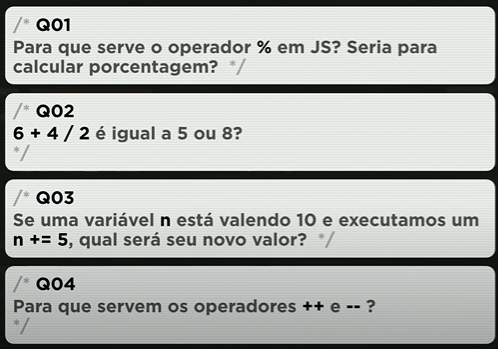 /* Q01
Para que serve o operador % em JS? Seria para
calcular porcentagem? */
/* Q02
6 + 4 / 2 é igual a 5 ou 8?
*/
/* Q03
Se uma variável n está valendo 10 e executamos um
n += 5, qual será seu novo valor? */
/* Q04
Para que servem os operadores ++ e -- ?
*/